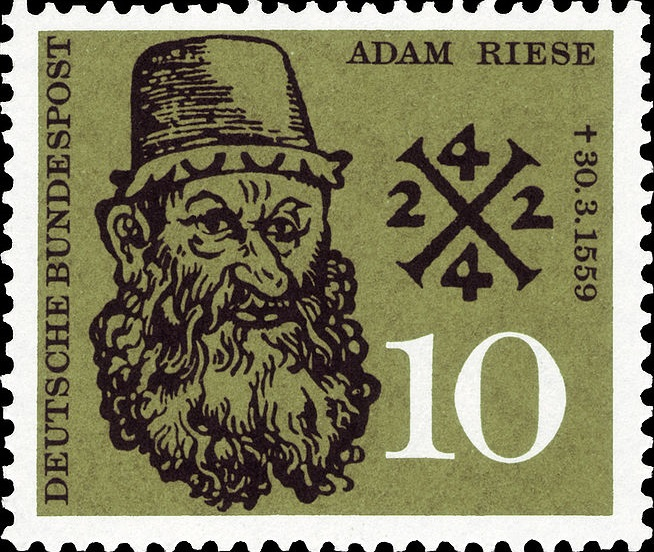 DEUTSCHE BUNDESPOST
ADAM RIESE
4
2 2
4
✝30.3.1559
10